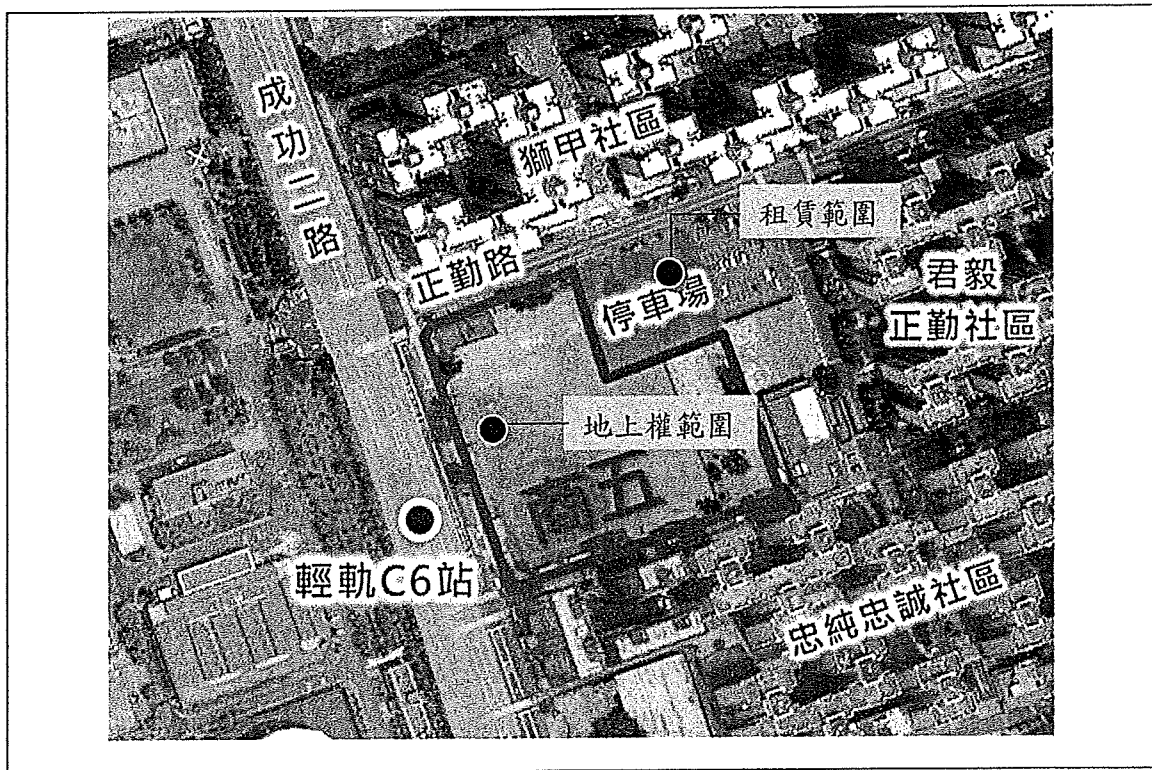 成功二路
獅甲社區
租賃範圍
正勤路
停車場
君毅
正勤社區
地上權範圍
輕軌C6站
忠純忠誠社區